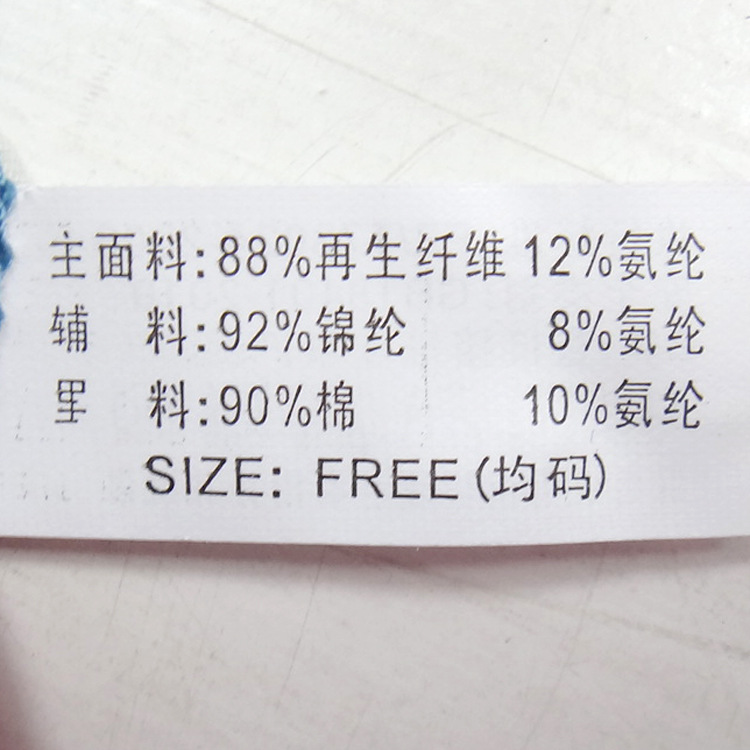 主面料:88%再生纤维 12%氨纶
辅 料:92%锦纶 8%氨纶
里 料:90%棉 10%氨纶
SIZE: FREE(均码)